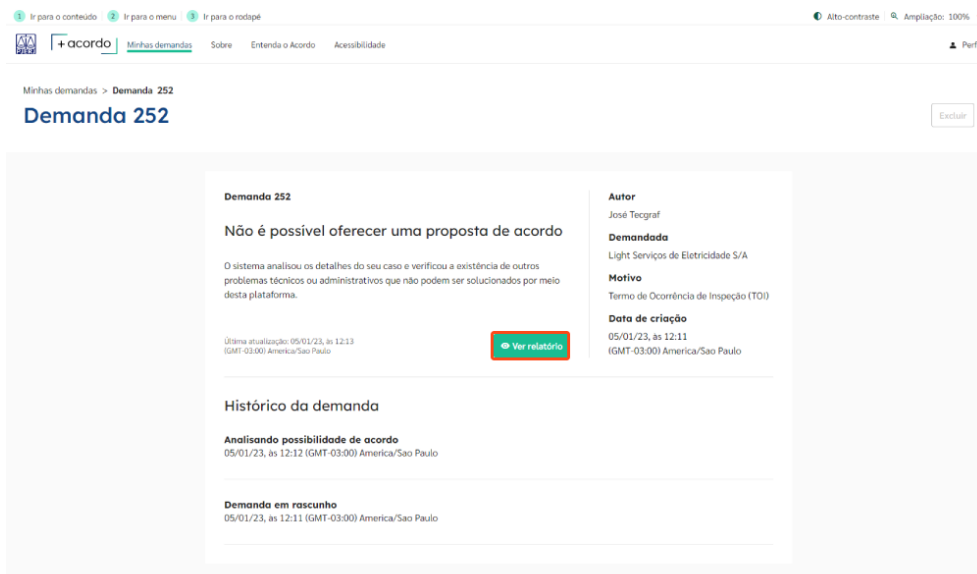 1 Ir para o conteúdo 2 Ir para o menu 3 Ir para o rodapé
Alto-contraste Ampliação: 100%
+acordo Minhas demandas Sobre Entenda o Acordo Acessibilidade
Perf
Minhas demandas > Demanda 252
Demanda 252
Excluir
Demanda 252
Não é possível oferecer uma proposta de acordo
O sistema analisou os detalhes do seu caso e verificou a existência de outros
problemas técnicos ou administrativos que não podem ser solucionados por meio
desta plataforma.
Última atualização: 05/01/23, às 12:13
(GMT-03:00) America/Sao Paulo
Ver relatório
Autor
José Tecgraf
Demandada
Light Serviços de Eletricidade S/A
Motivo
Termo de Ocorrência de Inspeção (TOI)
Data de criação
05/01/23, às 12:11
(GMT-03:00) America/Sao Paulo
Histórico da demanda
Analisando possibilidade de acordo
05/01/23, às 12:12 (GMT-03:00) America/Sao Paulo
Demanda em rascunho
05/01/23, às 12:11 (GMT-03:00) America/Sao Paulo